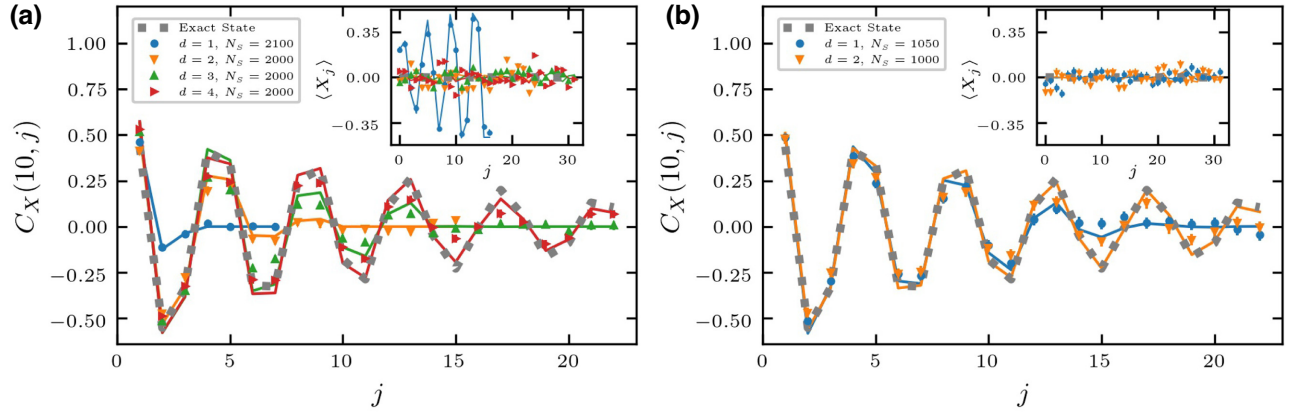 (a)
Exact State
d = 1, N_S = 2100
d = 2, N_S = 2000
d = 3, N_S = 2000
d = 4, N_S = 2000
C_X(10, j)
1.00
0.75
0.50
0.25
0.00
−0.25
−0.50
0 5 10 15 20
j
⟨X_j⟩
0.35
0.00
−0.35
0 10 20 30
j
(b)
Exact State
d = 1, N_S = 1050
d = 2, N_S = 1000
C_X(10, j)
1.00
0.75
0.50
0.25
0.00
−0.25
−0.50
0 5 10 15 20
j
⟨X_j⟩
0.35
0.00
−0.35
0 10 20 30
j